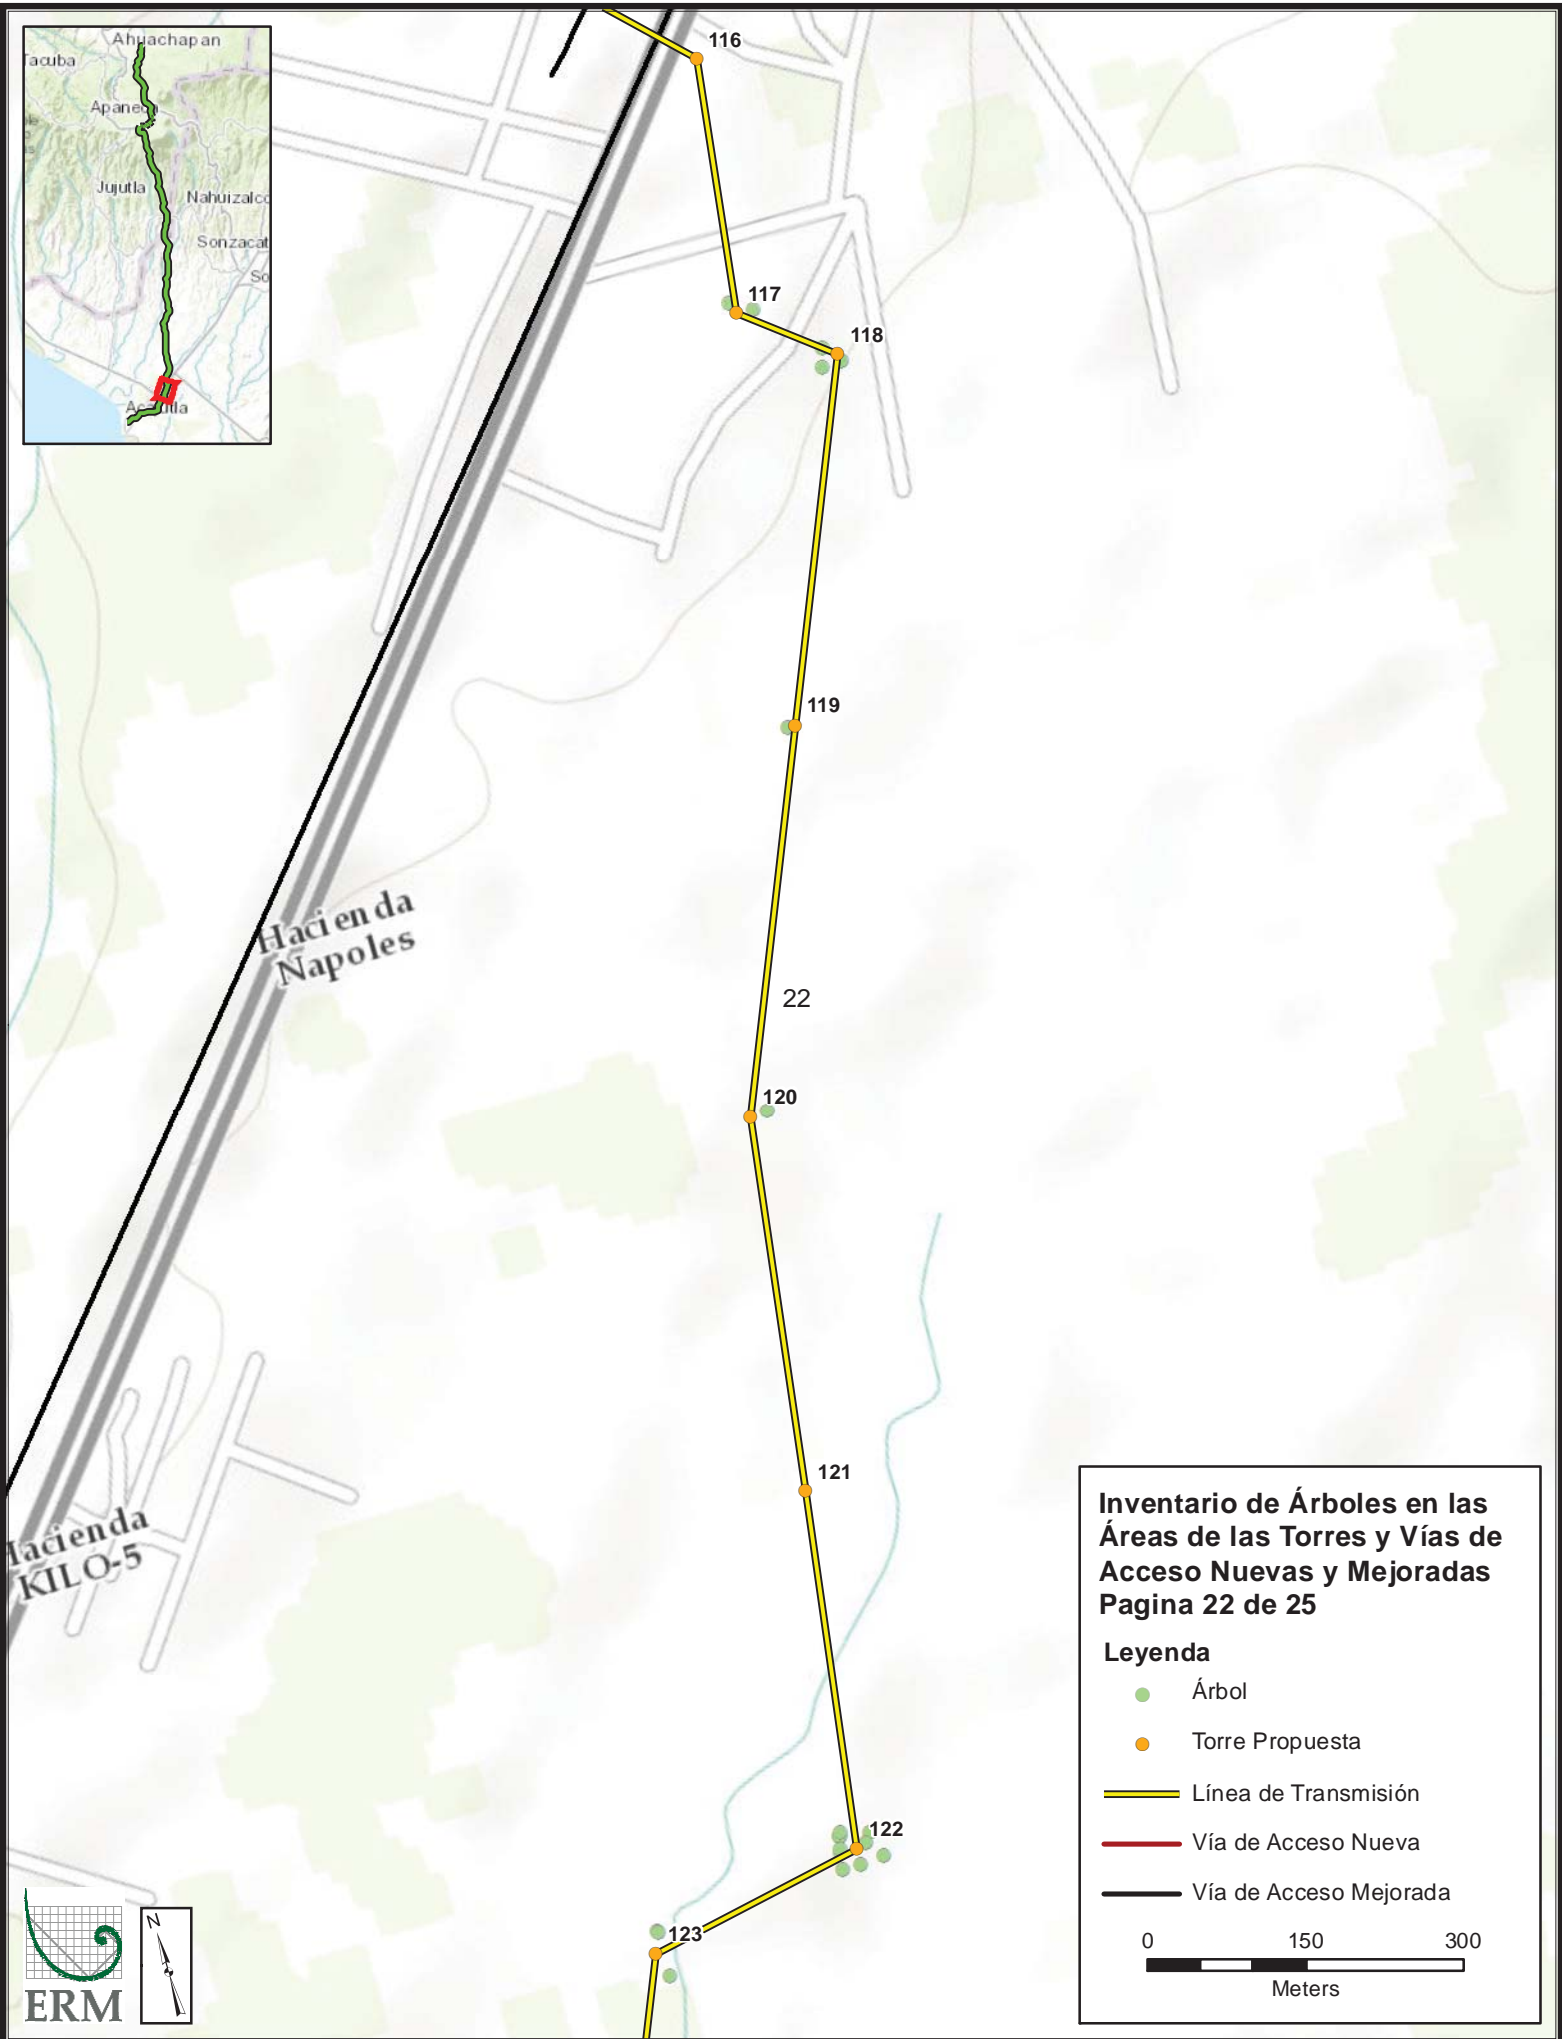 Ahuachapan
Tacuba
Jujutla
Nahuizalco
Sonzacat
So
116
117
118
119
Hacienda
Napoles
22
120
121
Hacienda
KILO-5
122
123
Inventario de Árboles en las
Áreas de las Torres y Vías de
Acceso Nuevas y Mejoradas
Pagina 22 de 25
Leyenda
Árbol
Torre Propuesta
Línea de Transmisión
Vía de Acceso Nueva
Vía de Acceso Mejorada
0 150 300
Meters
N
ERM